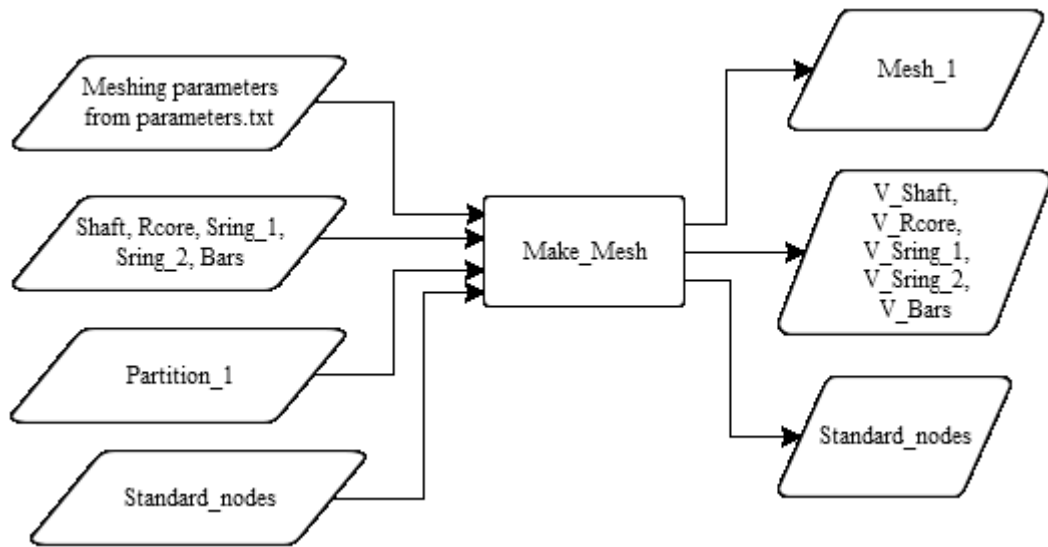 Meshing parameters
from parameters.txt
Shaft, Rcore, Sring_1,
Sring_2, Bars
Partition_1
Standard_nodes
Make_Mesh
Mesh_1
V_Shaft,
V_Rcore,
V_Sring_1,
V_Sring_2,
V_Bars
Standard_nodes